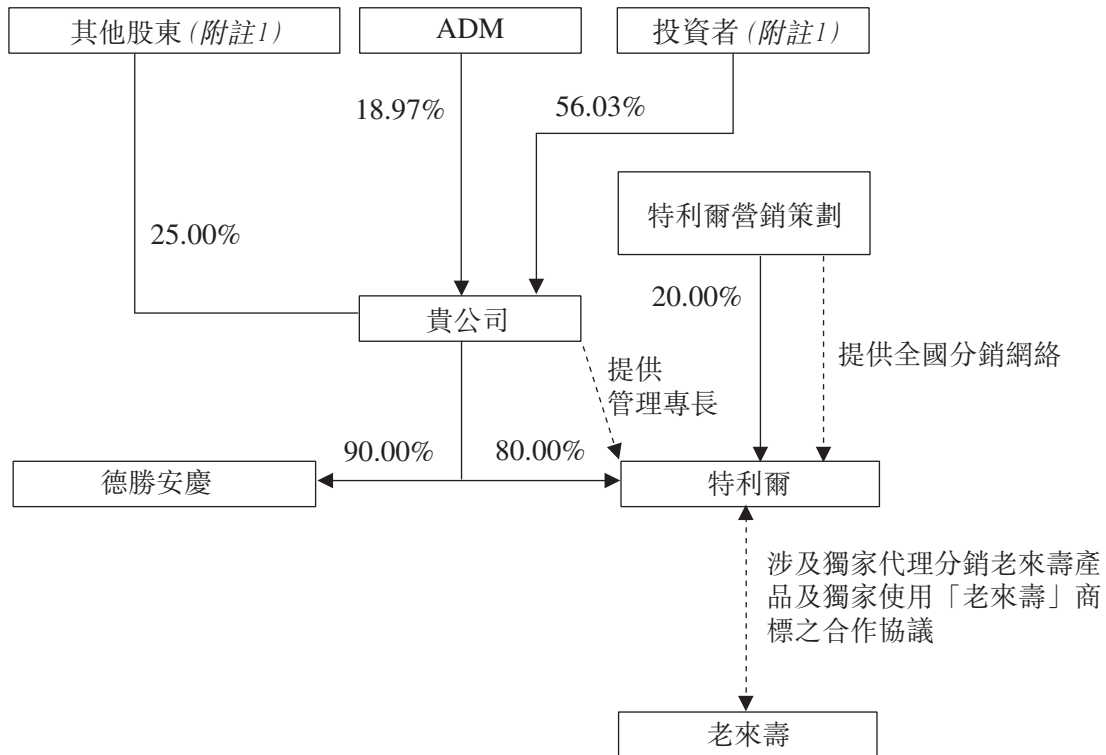 其他股東(附註1)
ADM
投資者(附註1)
18.97%
56.03%
特利爾營銷策劃
25.00%
20.00%
貴公司
提供全國分銷網絡
提供
管理專長
90.00%
80.00%
德勝安慶
特利爾
涉及獨家代理分銷老來壽產
品及獨家使用「老來壽」商
標之合作協議
老來壽